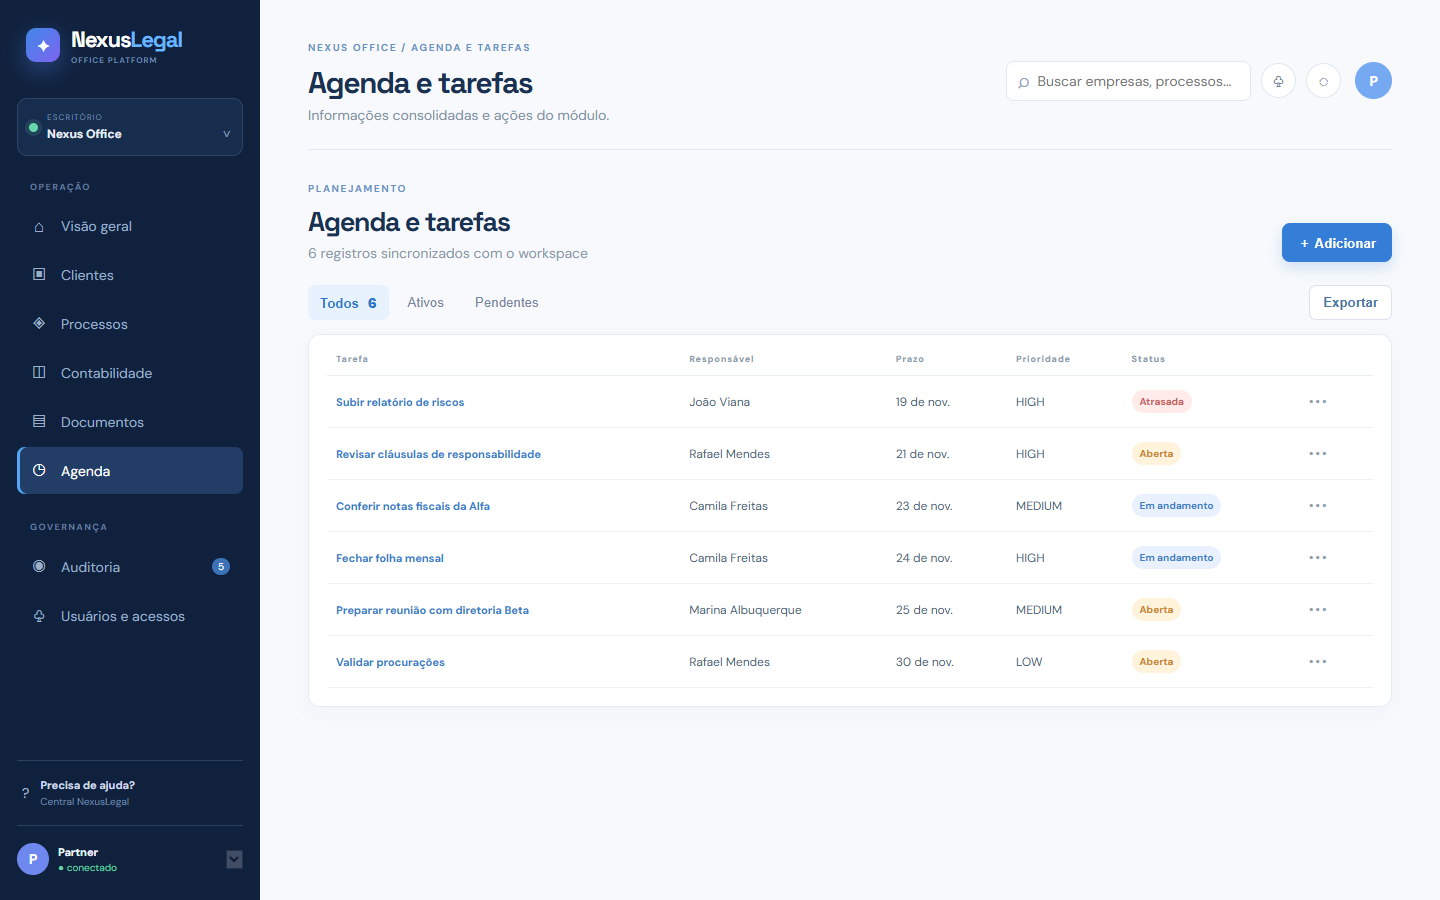 NexusLegal
OFFICE PLATFORM
ESCRITÓRIO
Nexus Office
OPERAÇÃO
Visão geral
Clientes
Processos
Contabilidade
Documentos
Agenda
GOVERNANÇA
Auditoria 5
Usuários e acessos
? Precisa de ajuda?
Central NexusLegal
P Partner
conectado
NEXUS OFFICE / AGENDA E TAREFAS
Agenda e tarefas
Informações consolidadas e ações do módulo.
Buscar empresas, processos...
P
PLANEJAMENTO
Agenda e tarefas
6 registros sincronizados com o workspace
+ Adicionar
Todos 6 Ativos Pendentes
Exportar
Tarefa Responsável Prazo Prioridade Status
Subir relatório de riscos João Viana 19 de nov. HIGH Atrasada •••
Revisar cláusulas de responsabilidade Rafael Mendes 21 de nov. HIGH Aberta •••
Conferir notas fiscais da Alfa Camila Freitas 23 de nov. MEDIUM Em andamento •••
Fechar folha mensal Camila Freitas 24 de nov. HIGH Em andamento •••
Preparar reunião com diretoria Beta Marina Albuquerque 25 de nov. MEDIUM Aberta •••
Validar procurações Rafael Mendes 30 de nov. LOW Aberta •••